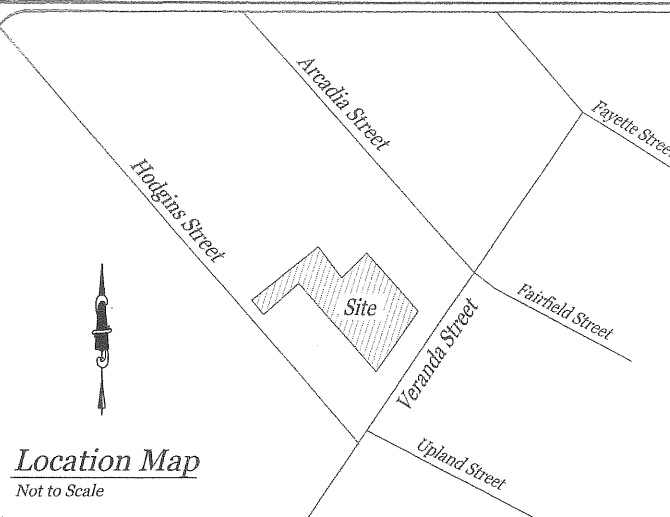 Arcadia Street
Fayette Street
Hodgins Street
Site
Fairfield Street
Veranda Street
Upland Street
Location Map
Not to Scale